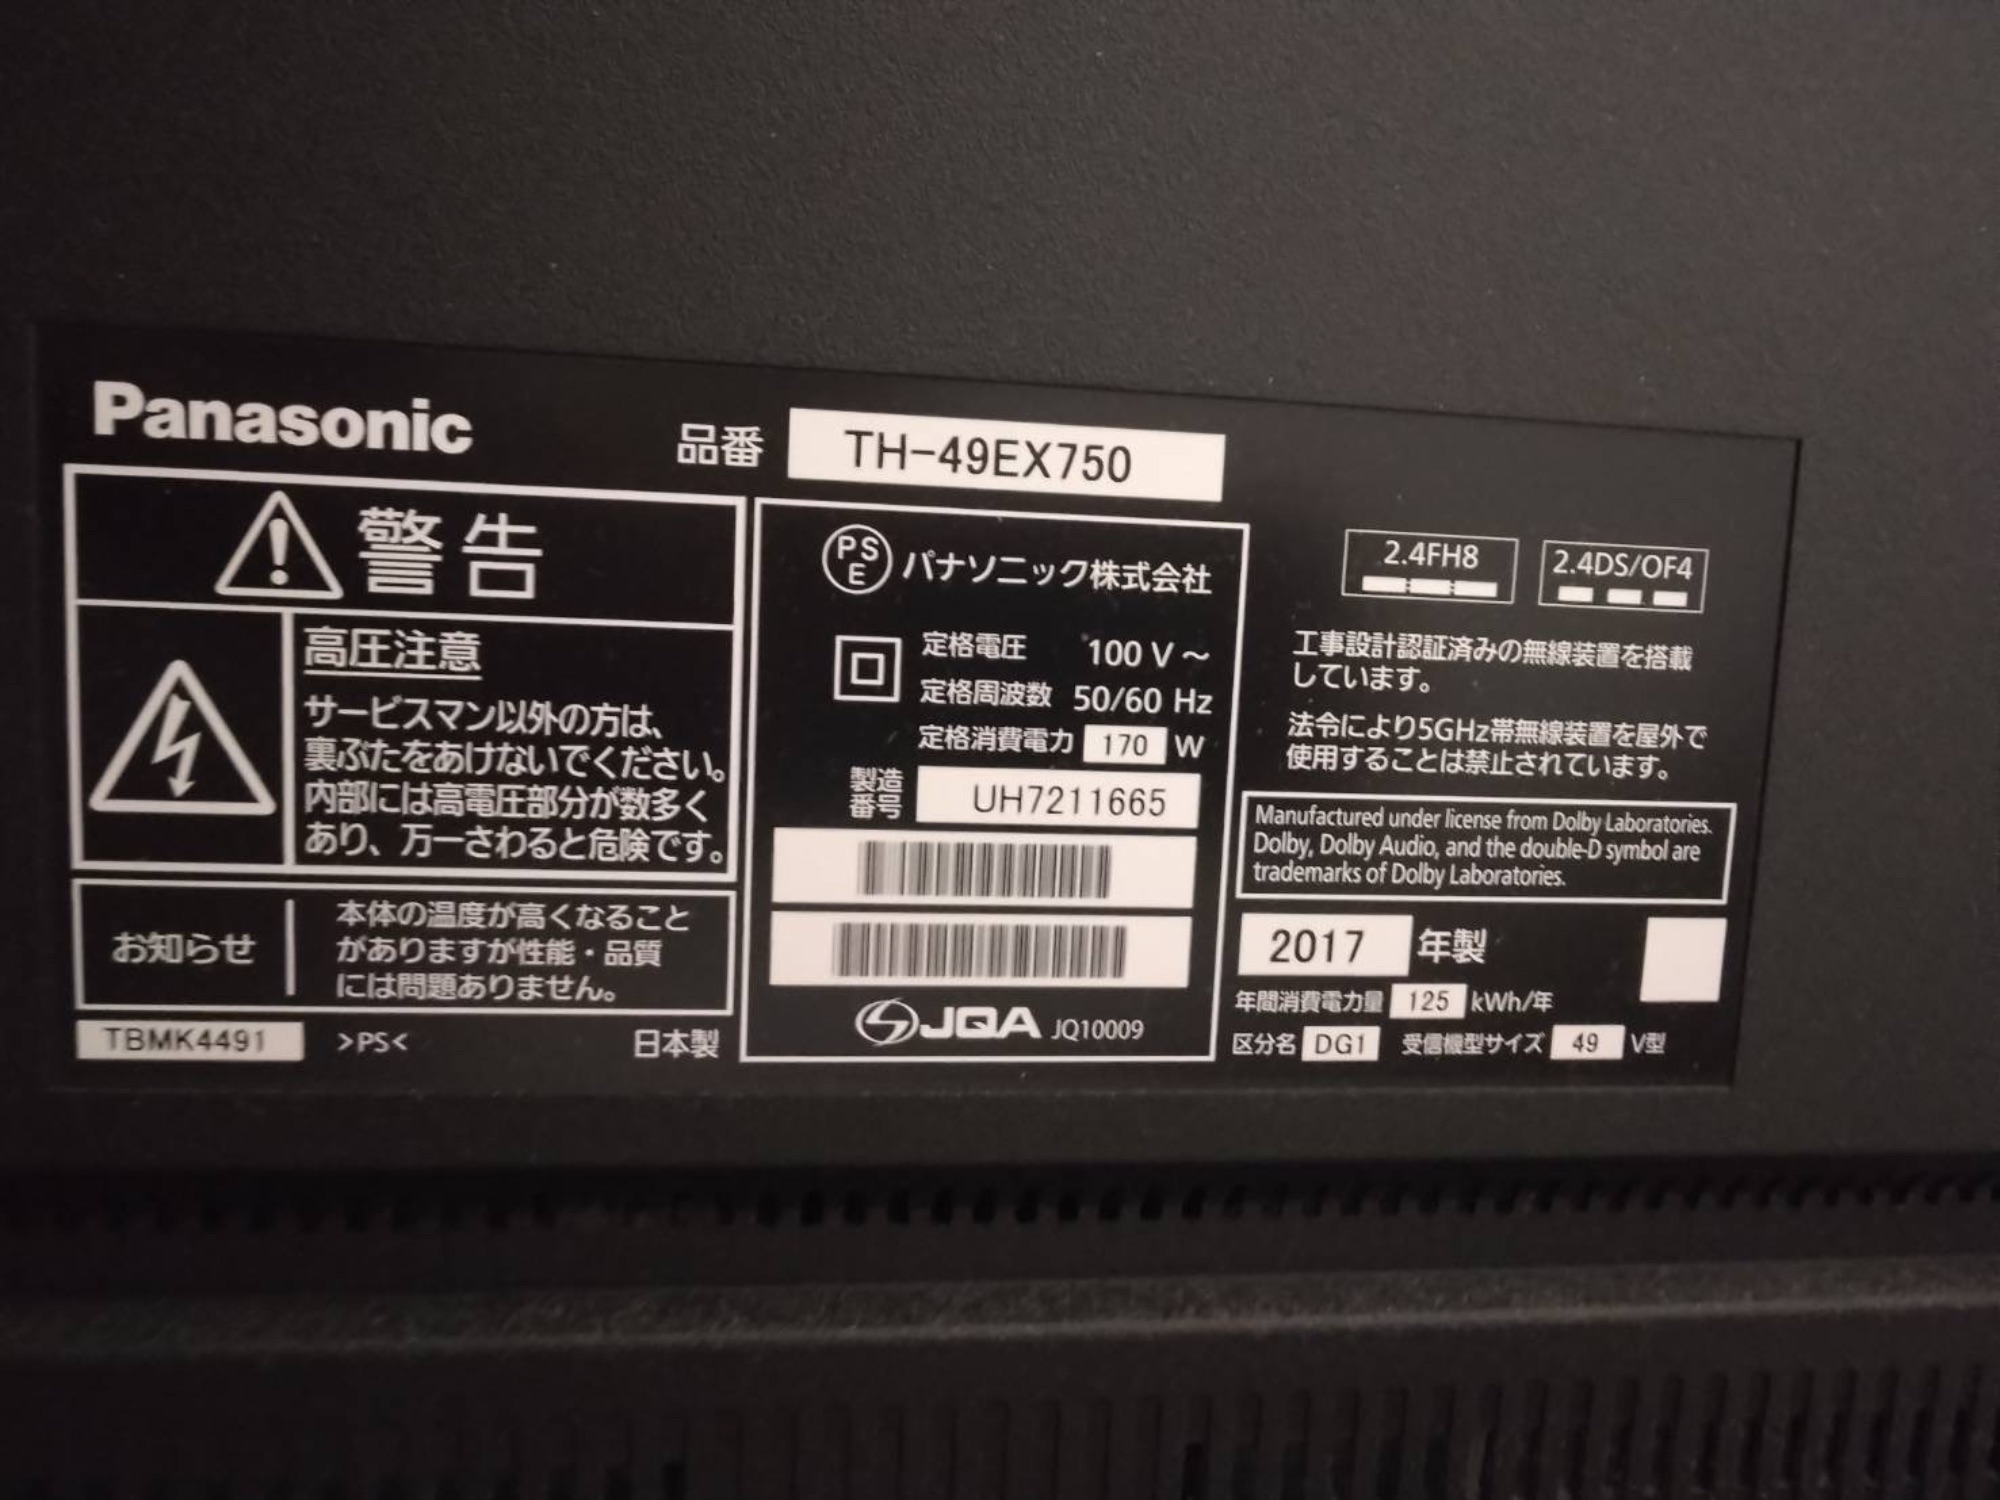 Panasonic
品番 TH-49EX750
警告
高圧注意
サービスマン以外の方は、
裏ぶたをあけないでください。
内部には高電圧部分が数多く
あり、万一さわると危険です。
お知らせ
本体の温度が高くなること
がありますが性能・品質
には問題ありません。
TBMK4491 >PS< 日本製
PSE パナソニック株式会社
定格電圧 100 V～
定格周波数 50/60 Hz
定格消費電力 170 W
製造番号 UH7211665
JQA JQ10009
2.4FH8 2.4DS/OF4
工事設計認証済みの無線装置を搭載
しています。
法令により5GHz帯無線装置を屋外で
使用することは禁止されています。
Manufactured under license from Dolby Laboratories.
Dolby, Dolby Audio, and the double-D symbol are
trademarks of Dolby Laboratories.
2017 年製
年間消費電力量 125 kWh/年
区分名 DG1 受信機型サイズ 49 V型